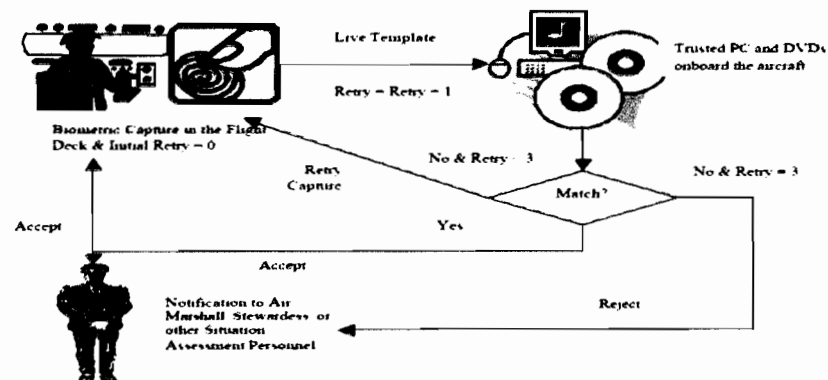 Live Template
Trusted PC and DVDs
onboard the aircraft
Retry = Retry = 1
Biometric Capture in the Flight
Deck & Initial Retry = 0
No & Retry 3
No & Retry = 3
Retry
Capture
Match?
Accept
Yes
Accept
Notification to Air
Marshall Stewardess or
other Situation
Assessment Personnel
Reject